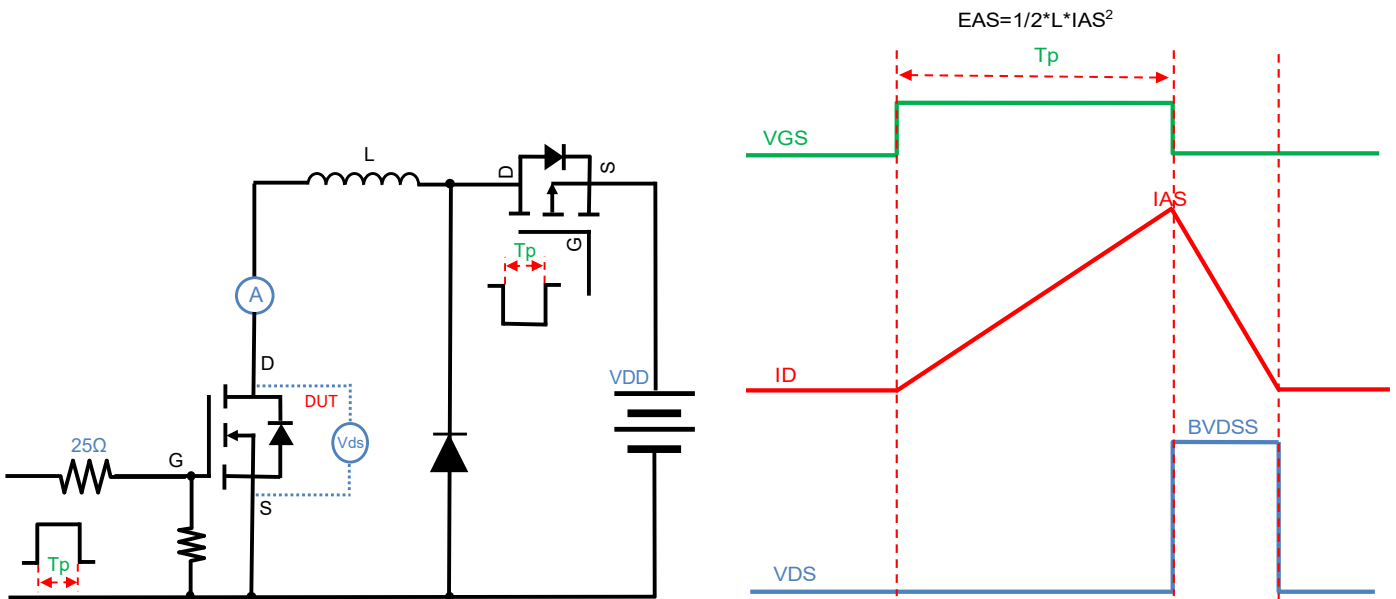 EAS=1/2*L*IAS²
Tp
VGS
IAS
ID
BVDSS
VDS
L
D
S
G
Tp
A
D
VDD
DUT
Vds
25Ω
G
S
Tp